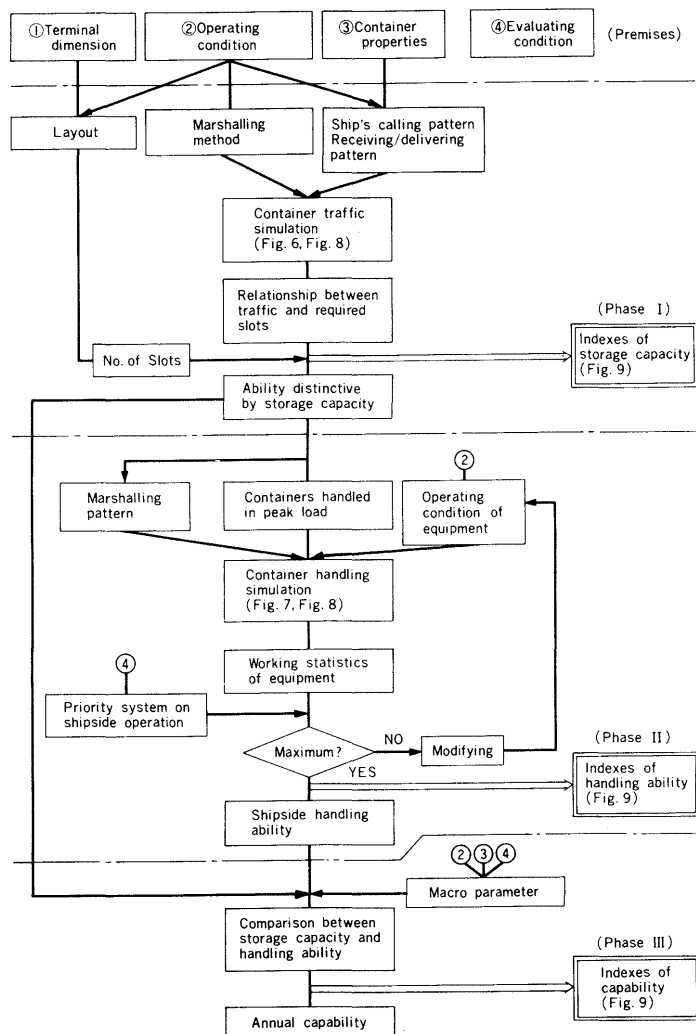 ①Terminal
dimension
②Operating
condition
③Container
properties
④Evaluating
condition
(Premises)
Layout
Marshalling
method
Ship's calling pattern
Receiving/delivering
pattern
Container traffic
simulation
(Fig. 6, Fig. 8)
Relationship between
traffic and required
slots
(Phase I)
No. of Slots
Indexes of
storage capacity
(Fig. 9)
Ability distinctive
by storage capacity
②
Marshalling
pattern
Containers handled
in peak load
Operating
condition of
equipment
Container handling
simulation
(Fig. 7, Fig. 8)
④
Working statistics
of equipment
Priority system on
shipside operation
Maximum?
NO
Modifying
YES
(Phase II)
Indexes of
handling ability
(Fig. 9)
Shipside handling
ability
② ③ ④
Macro parameter
Comparison between
storage capacity and
handling ability
(Phase III)
Indexes of
capability
(Fig. 9)
Annual capability